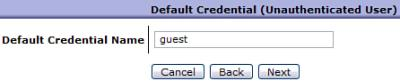 Default Credential (Unauthenticated User)
Default Credential Name guest
Cancel Back Next